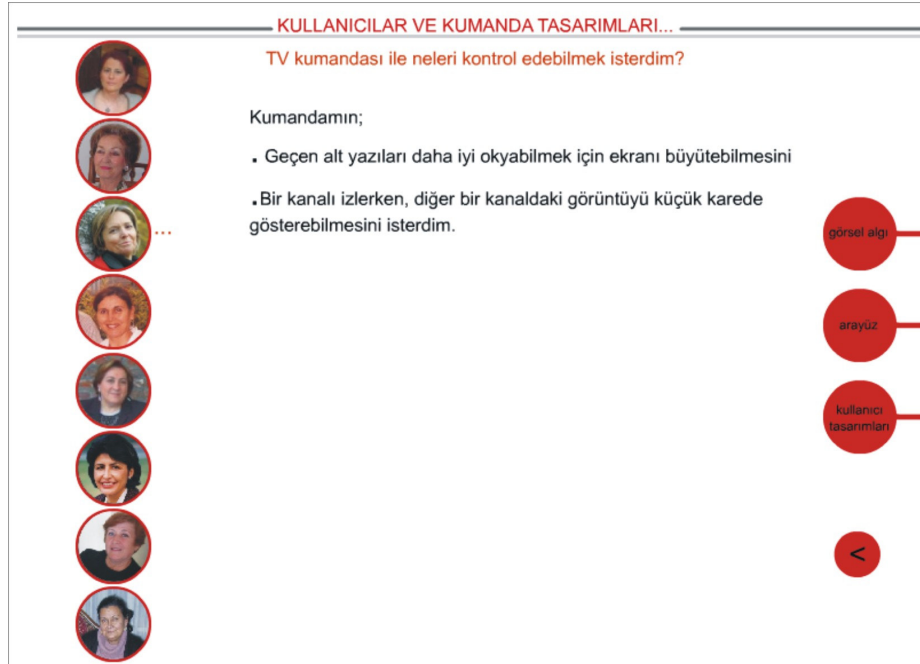 KULLANICILAR VE KUMANDA TASARIMLARI...
TV kumandası ile neleri kontrol edebilmek isterdim?
Kumandamın;
. Geçen alt yazıları daha iyi okyabilmek için ekranı büyütebilmesini
.Bir kanalı izlerken, diğer bir kanaldaki görüntüyü küçük karede
gösterebilmesini isterdim.
...
görsel algı
arayüz
kullanıcı
tasarımları
<